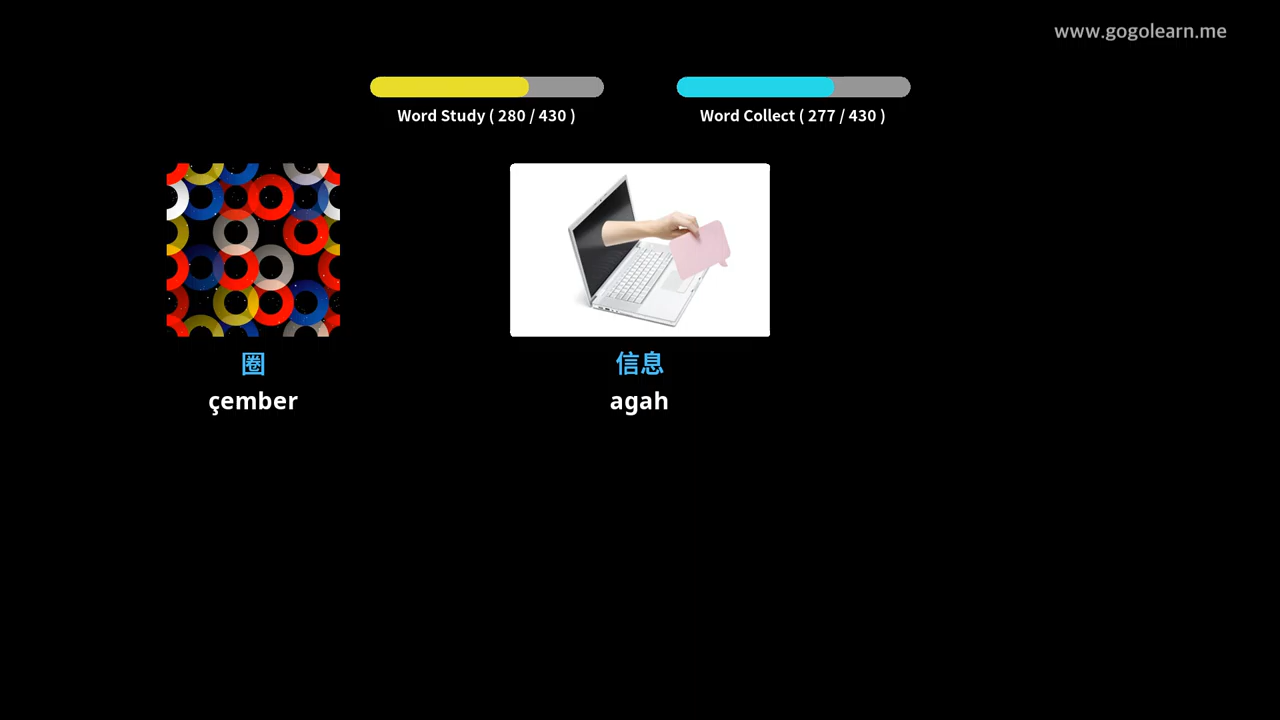 www.gogolearn.me
Word Study ( 280 / 430 )
Word Collect ( 277 / 430 )
圈
çember
信息
agah